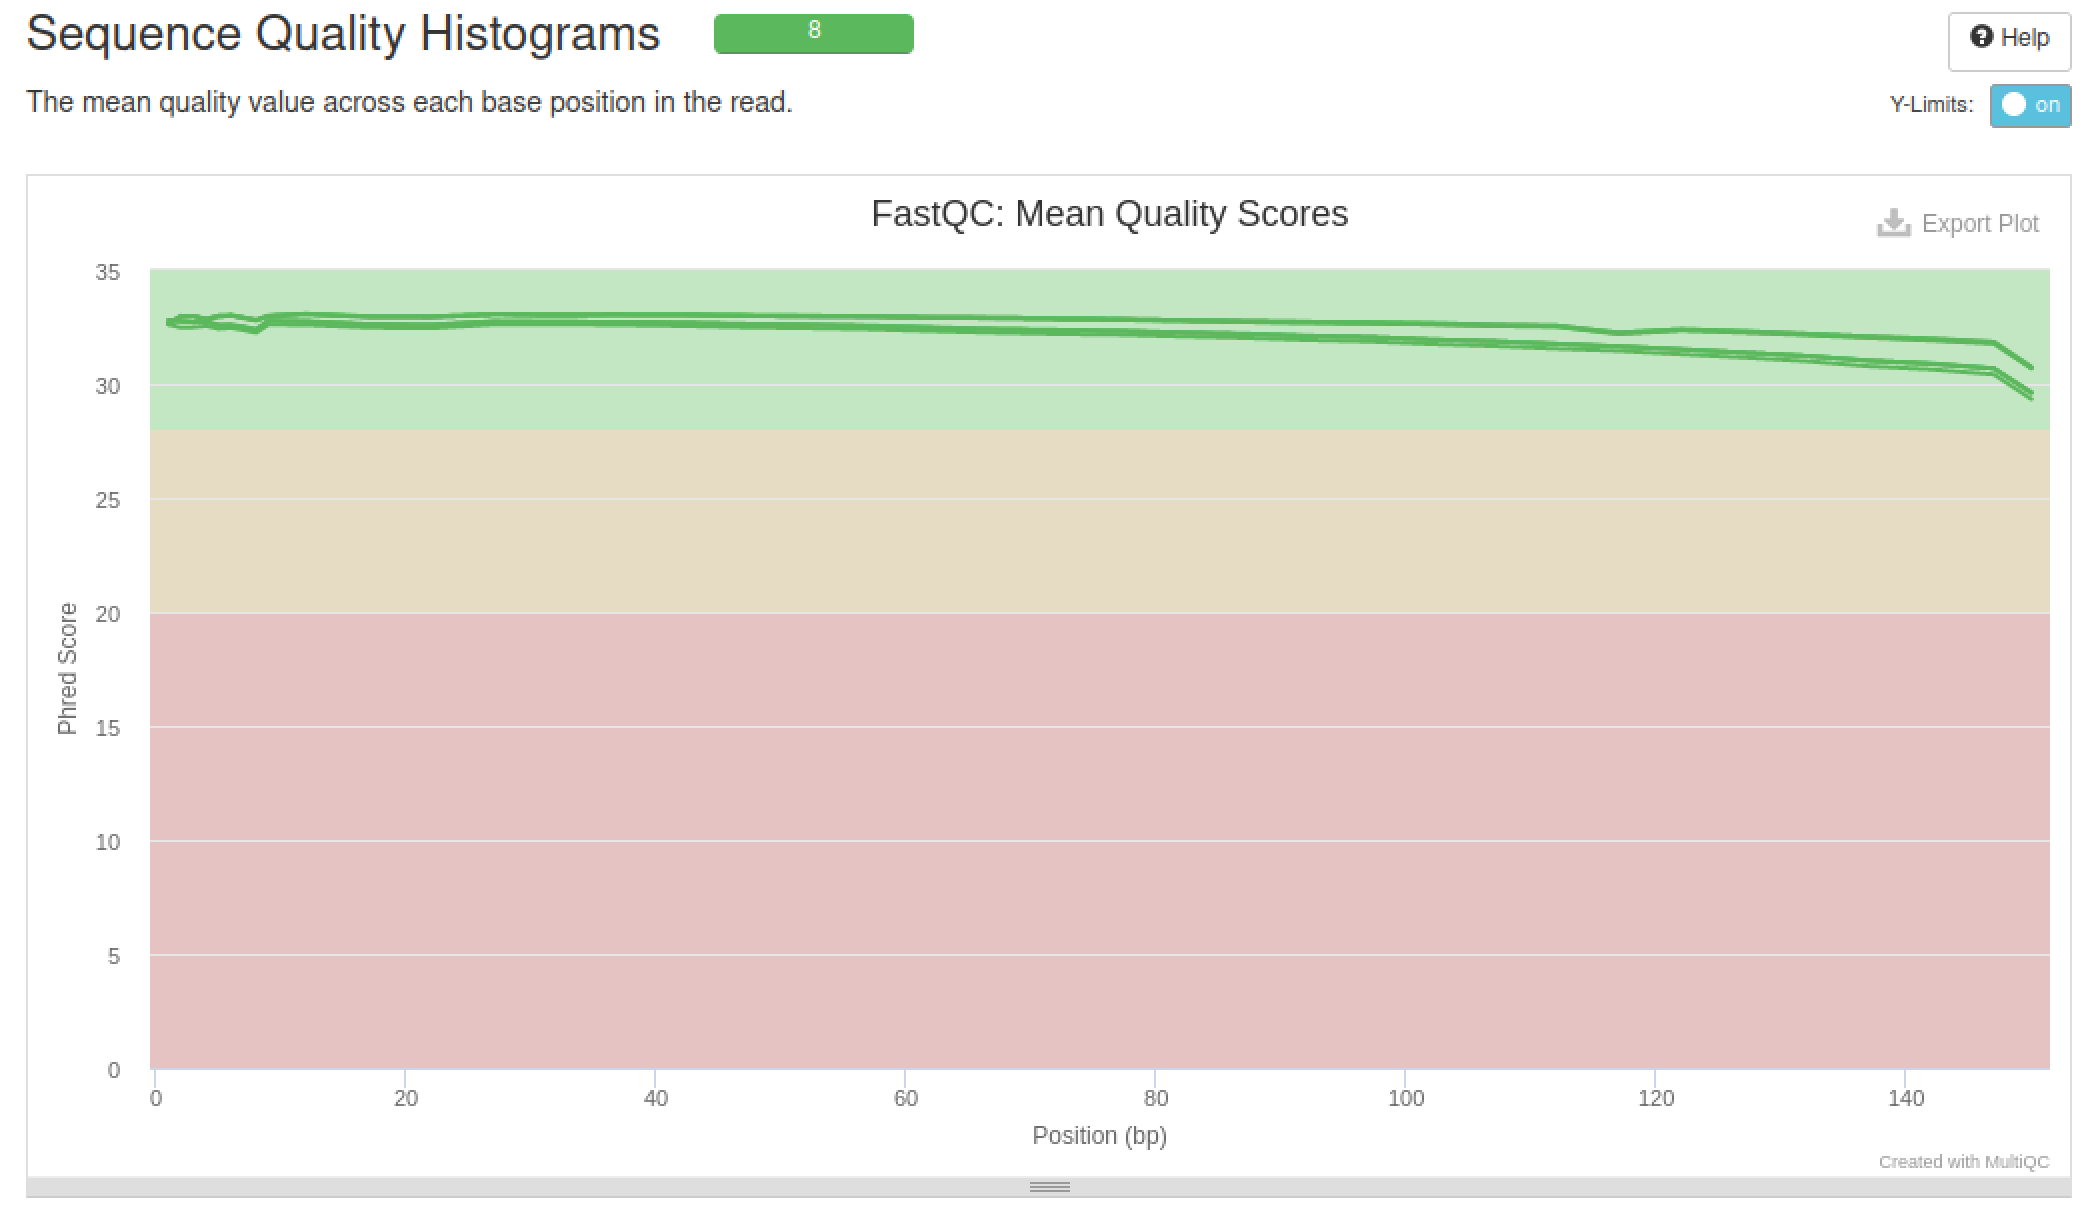 Sequence Quality Histograms
8
Help
The mean quality value across each base position in the read.
Y-Limits: on
FastQC: Mean Quality Scores
Export Plot
35
30
25
20
15
10
5
0
Phred Score
0 20 40 60 80 100 120 140
Position (bp)
Created with MultiQC